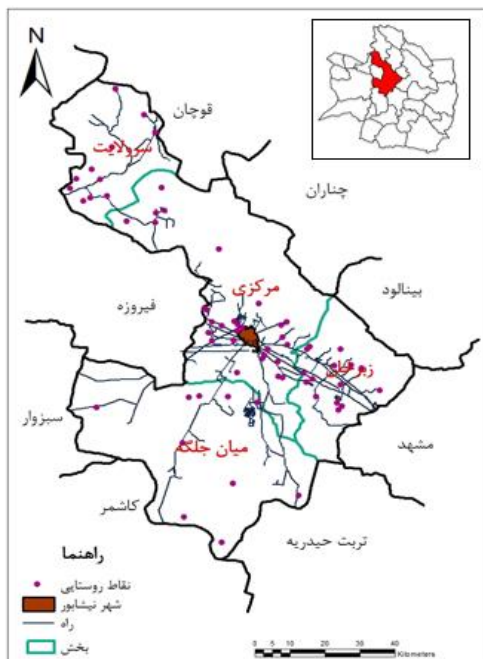 N
قوچان
سرولایت
چناران
مرکزی
بینالود
فیروزه
زبرخان
سبزوار
میان جلگه
مشهد
کاشمر
تربت حیدریه
راهنما
نقاط روستایی
شهر نیشابور
راه
بخش
0 5 10 20 30 40
Kilometers